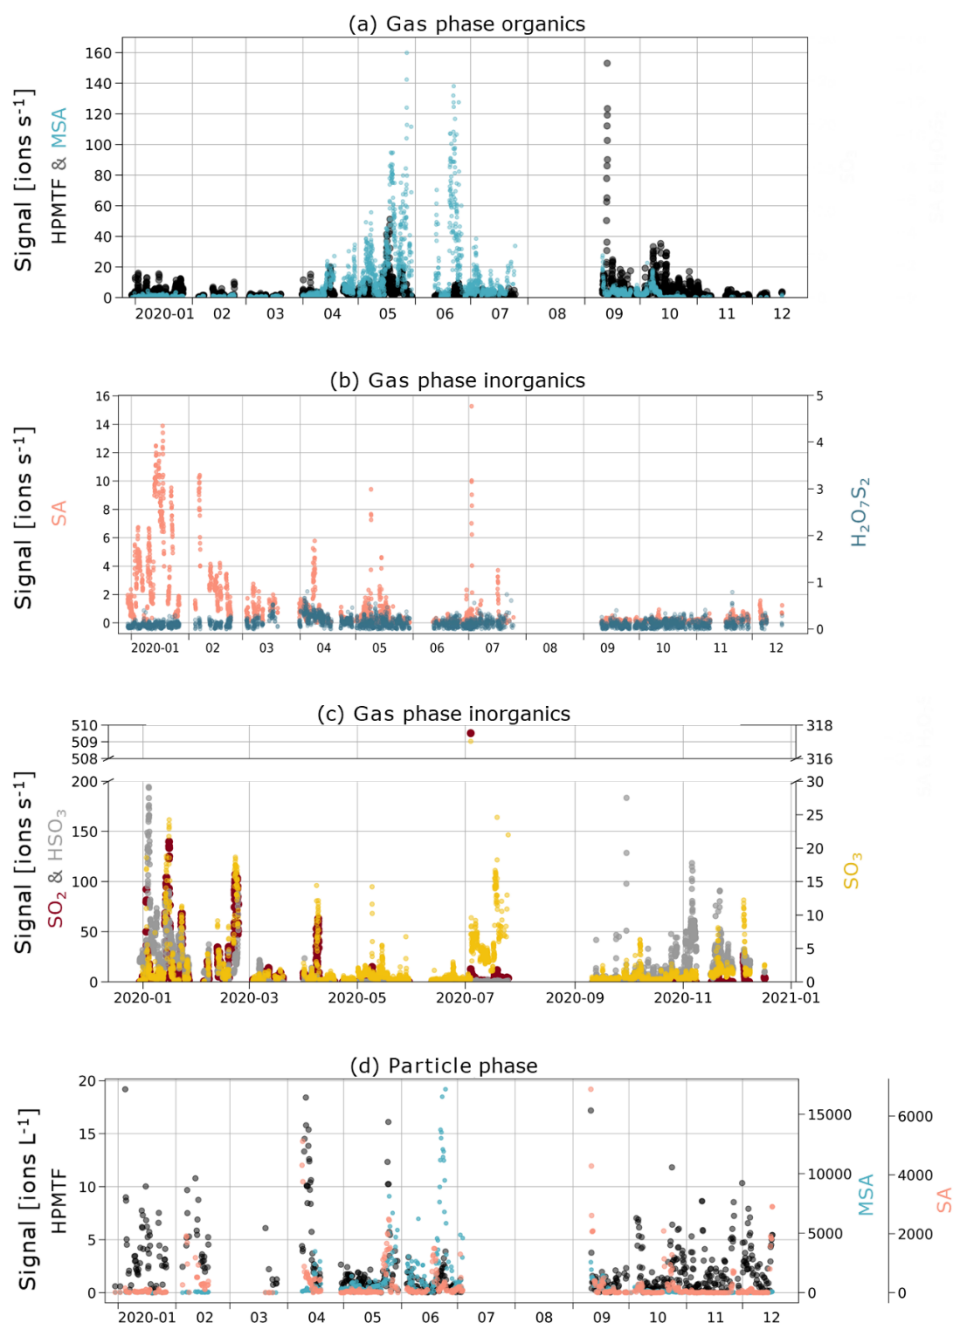 (a) Gas phase organics
Signal [ions s⁻¹]
HPMTF & MSA
160
140
120
100
80
60
40
20
0
2020-01 02 03 04 05 06 07 08 09 10 11 12
(b) Gas phase inorganics
Signal [ions s⁻¹]
SA
16
14
12
10
8
6
4
2
0
5
4
3
2
1
0
H₂O₇S₂
2020-01 02 03 04 05 06 07 08 09 10 11 12
(c) Gas phase inorganics
Signal [ions s⁻¹]
SO₂ & HSO₃
510
509
508
200
150
100
50
0
318
316
30
25
20
15
10
5
0
SO₃
2020-01 2020-03 2020-05 2020-07 2020-09 2020-11 2021-01
(d) Particle phase
Signal [ions L⁻¹]
HPMTF
20
15
10
5
0
15000
10000
5000
0
MSA
6000
4000
2000
0
SA
2020-01 02 03 04 05 06 07 08 09 10 11 12